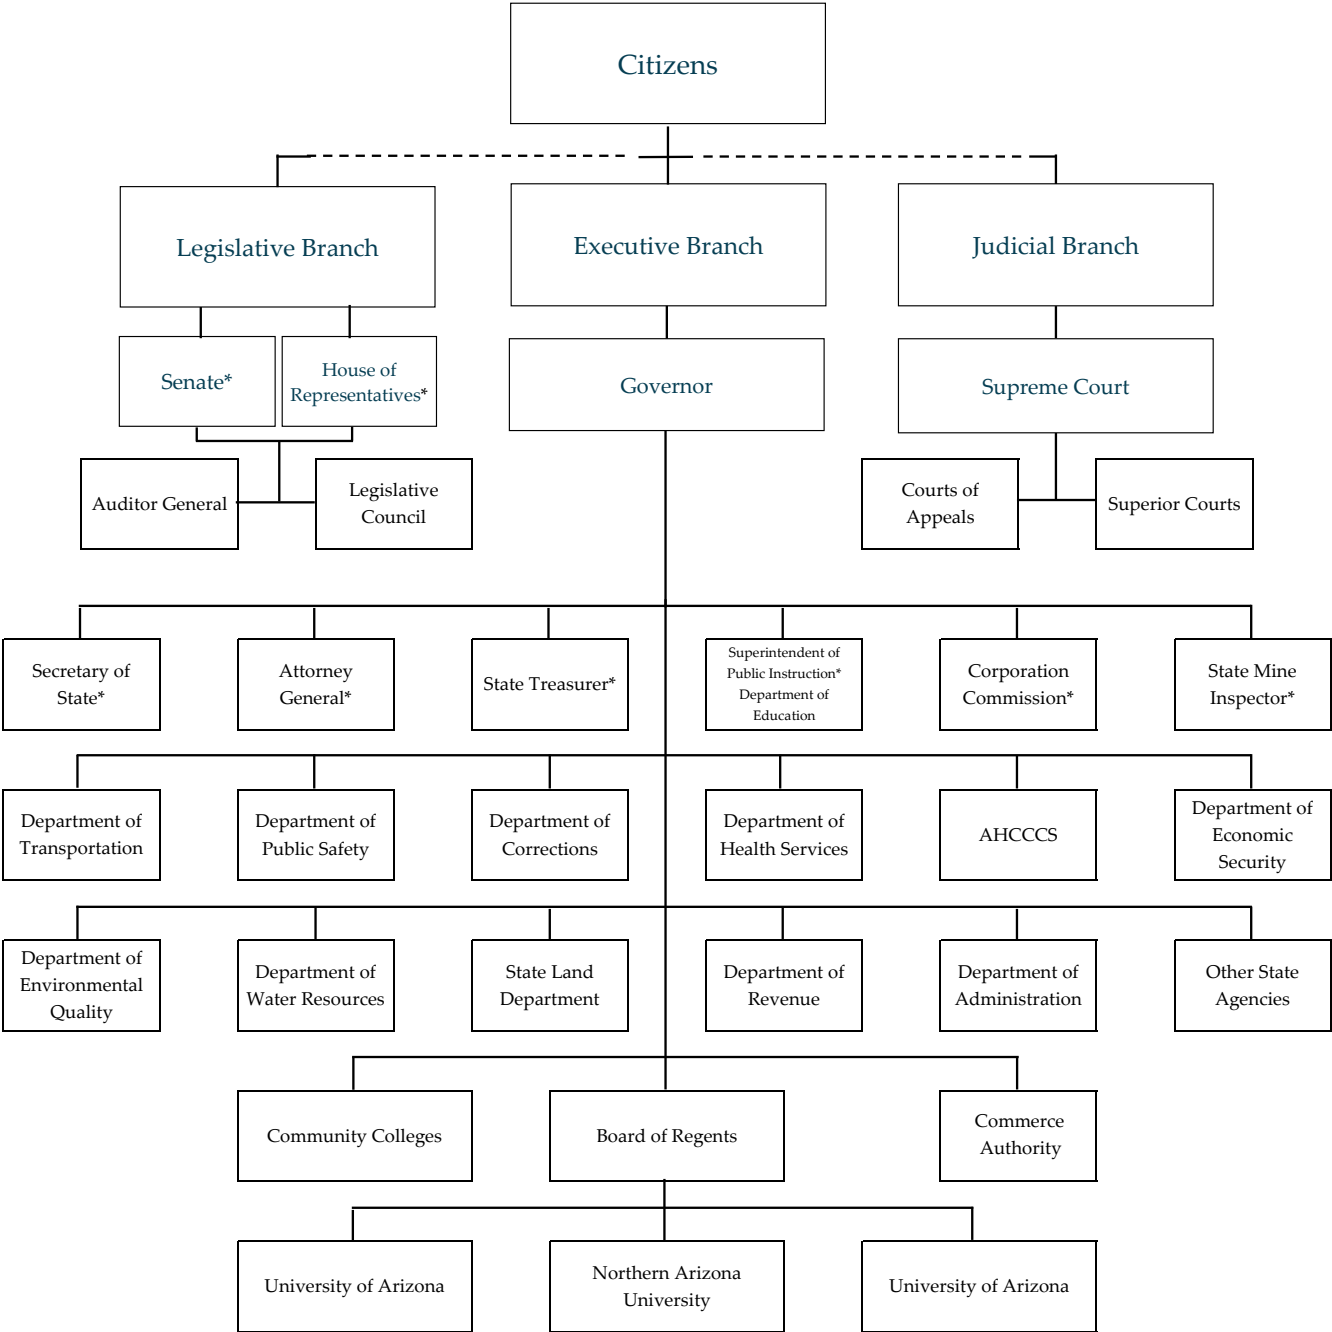 Citizens
Legislative Branch
Executive Branch
Judicial Branch
Senate*
House of
Representatives*
Governor
Supreme Court
Auditor General
Legislative
Council
Courts of
Appeals
Superior Courts
Secretary of
State*
Attorney
General*
State Treasurer*
Superintendent of
Public Instruction*
Department of
Education
Corporation
Commission*
State Mine
Inspector*
Department of
Transportation
Department of
Public Safety
Department of
Corrections
Department of
Health Services
AHCCCS
Department of
Economic
Security
Department of
Environmental
Quality
Department of
Water Resources
State Land
Department
Department of
Revenue
Department of
Administration
Other State
Agencies
Community Colleges
Board of Regents
Commerce
Authority
University of Arizona
Northern Arizona
University
University of Arizona